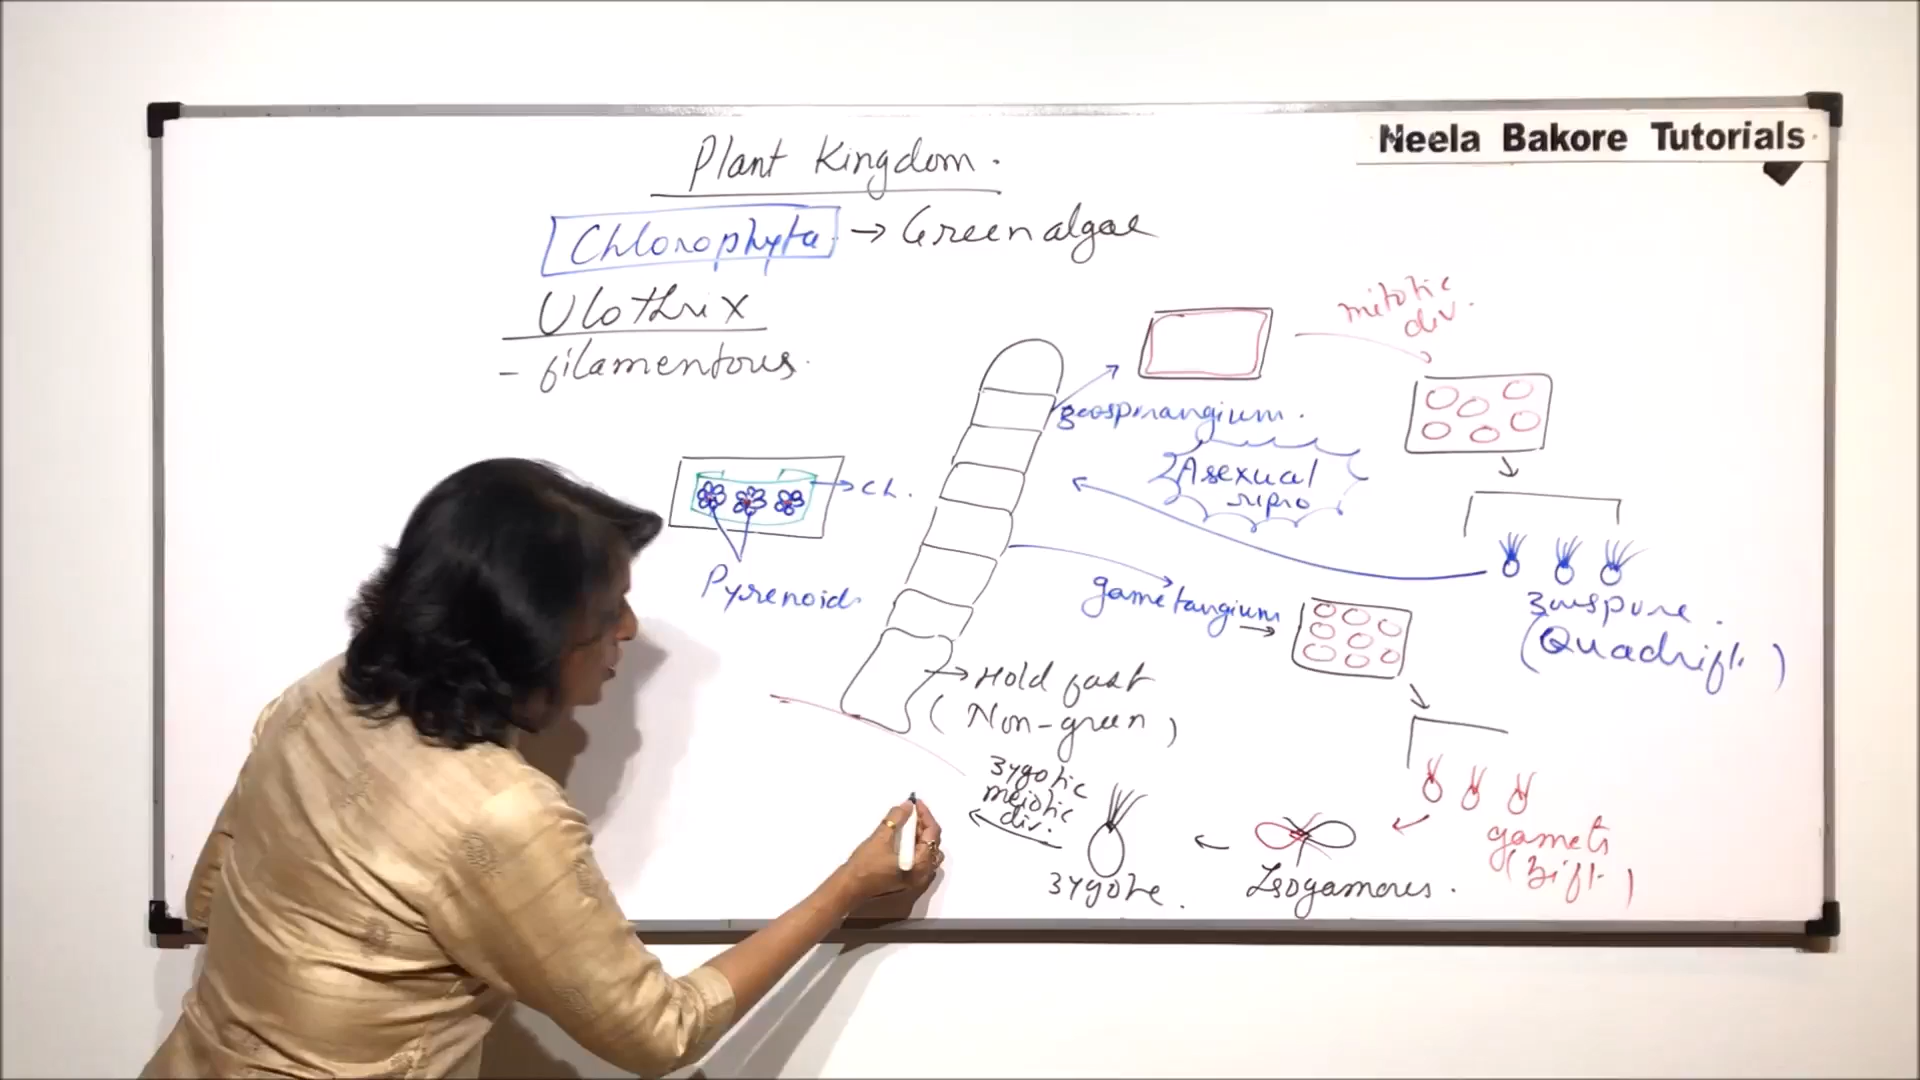 Neela Bakore Tutorials
Plant Kingdom.
Chlorophyta → Green algae
Ulothrix
- filamentous.
mitotic
div.
zoosporangium.
Asexual
repro
→ ch.
Pyrenoid
gametangium →
zoospore.
(Quadrifl.)
→ Hold fast
(Non-green)
zygotic
meiotic
div.
zygote.
Isogamous.
gamets
(bifl.)